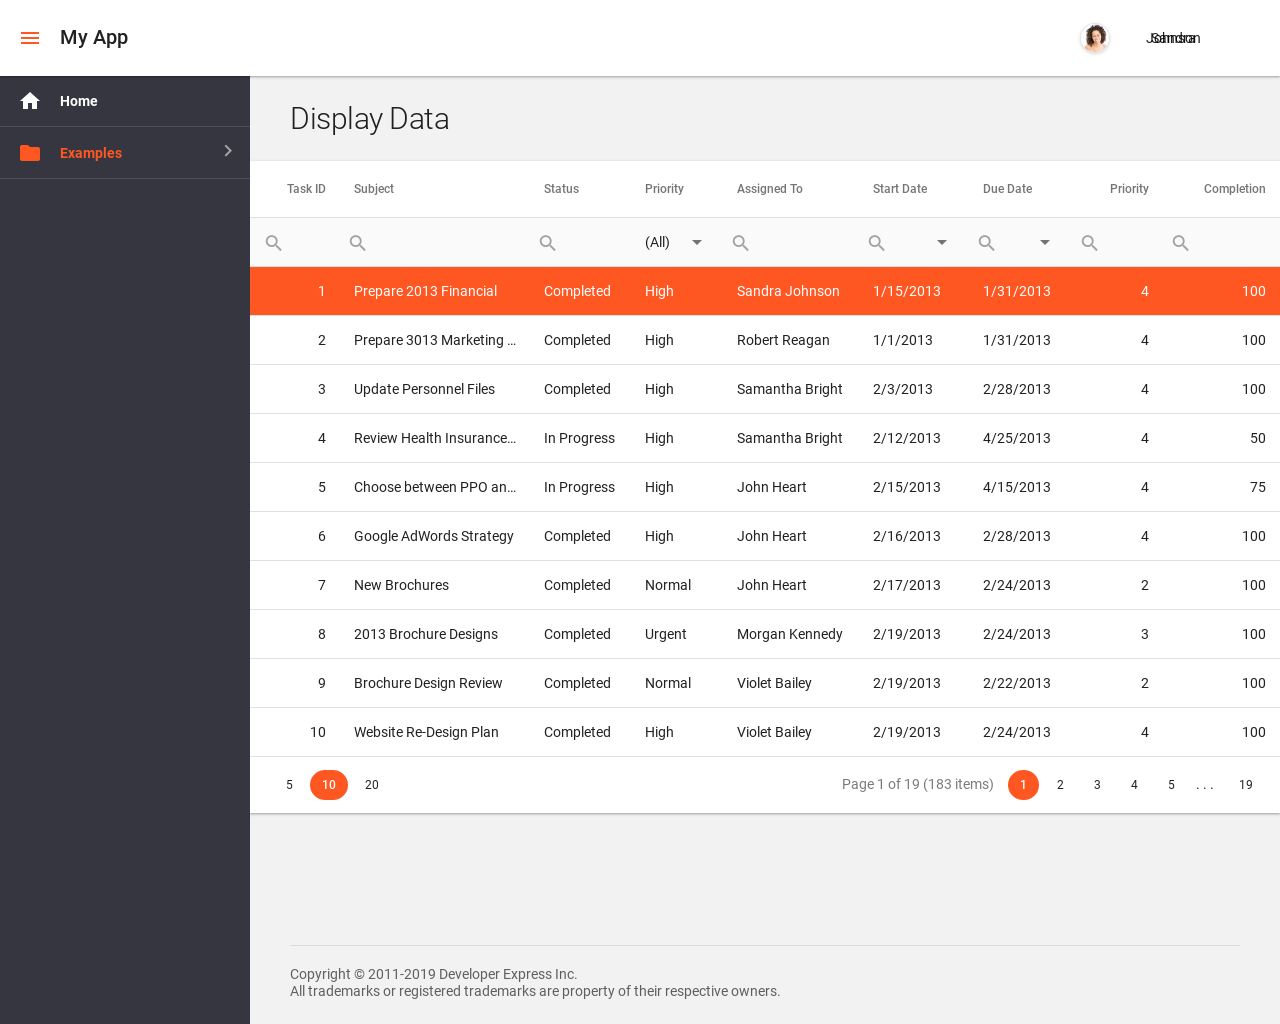 My App
Sandra Johnson
Home
Examples
Display Data
Task ID Subject Status Priority Assigned To Start Date Due Date Priority Completion
(All)
1 Prepare 2013 Financial Completed High Sandra Johnson 1/15/2013 1/31/2013 4 100
2 Prepare 3013 Marketing ... Completed High Robert Reagan 1/1/2013 1/31/2013 4 100
3 Update Personnel Files Completed High Samantha Bright 2/3/2013 2/28/2013 4 100
4 Review Health Insurance... In Progress High Samantha Bright 2/12/2013 4/25/2013 4 50
5 Choose between PPO an... In Progress High John Heart 2/15/2013 4/15/2013 4 75
6 Google AdWords Strategy Completed High John Heart 2/16/2013 2/28/2013 4 100
7 New Brochures Completed Normal John Heart 2/17/2013 2/24/2013 2 100
8 2013 Brochure Designs Completed Urgent Morgan Kennedy 2/19/2013 2/24/2013 3 100
9 Brochure Design Review Completed Normal Violet Bailey 2/19/2013 2/22/2013 2 100
10 Website Re-Design Plan Completed High Violet Bailey 2/19/2013 2/24/2013 4 100
5 10 20 Page 1 of 19 (183 items) 1 2 3 4 5 ... 19
Copyright © 2011-2019 Developer Express Inc.
All trademarks or registered trademarks are property of their respective owners.